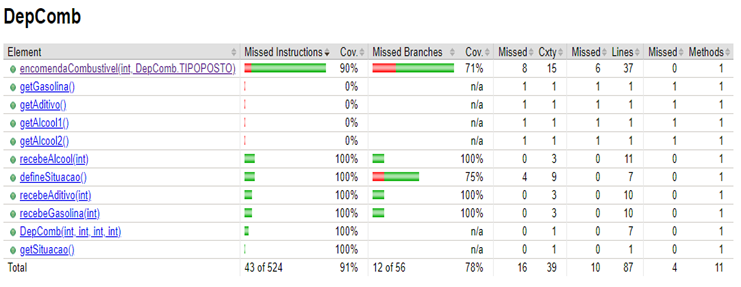 DepComb
Element Missed Instructions Cov. Missed Branches Cov. Missed Cxty Missed Lines Missed Methods
encomendaCombustivel(int, DepComb.TIPOPOSTO) 90% 71% 8 15 6 37 0 1
getGasolina() 0% n/a 1 1 1 1 1 1
getAditivo() 0% n/a 1 1 1 1 1 1
getAlcool1() 0% n/a 1 1 1 1 1 1
getAlcool2() 0% n/a 1 1 1 1 1 1
recebeAlcool(int) 100% 100% 0 3 0 11 0 1
defineSituacao() 100% 75% 4 9 0 7 0 1
recebeAditivo(int) 100% 100% 0 3 0 10 0 1
recebeGasolina(int) 100% 100% 0 3 0 10 0 1
DepComb(int, int, int, int) 100% n/a 0 1 0 7 0 1
getSituacao() 100% n/a 0 1 0 1 0 1
Total 43 of 524 91% 12 of 56 78% 16 39 10 87 4 11